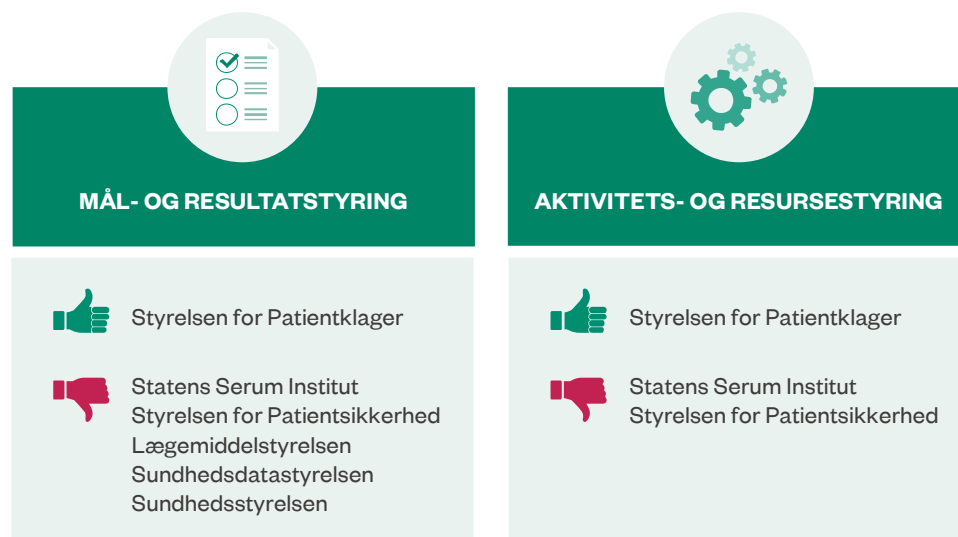 MÅL- OG RESULTATSTYRING
Styrelsen for Patientklager
Statens Serum Institut
Styrelsen for Patientsikkerhed
Lægemiddelstyrelsen
Sundhedsdatastyrelsen
Sundhedsstyrelsen
AKTIVITETS- OG RESURSESTYRING
Styrelsen for Patientklager
Statens Serum Institut
Styrelsen for Patientsikkerhed